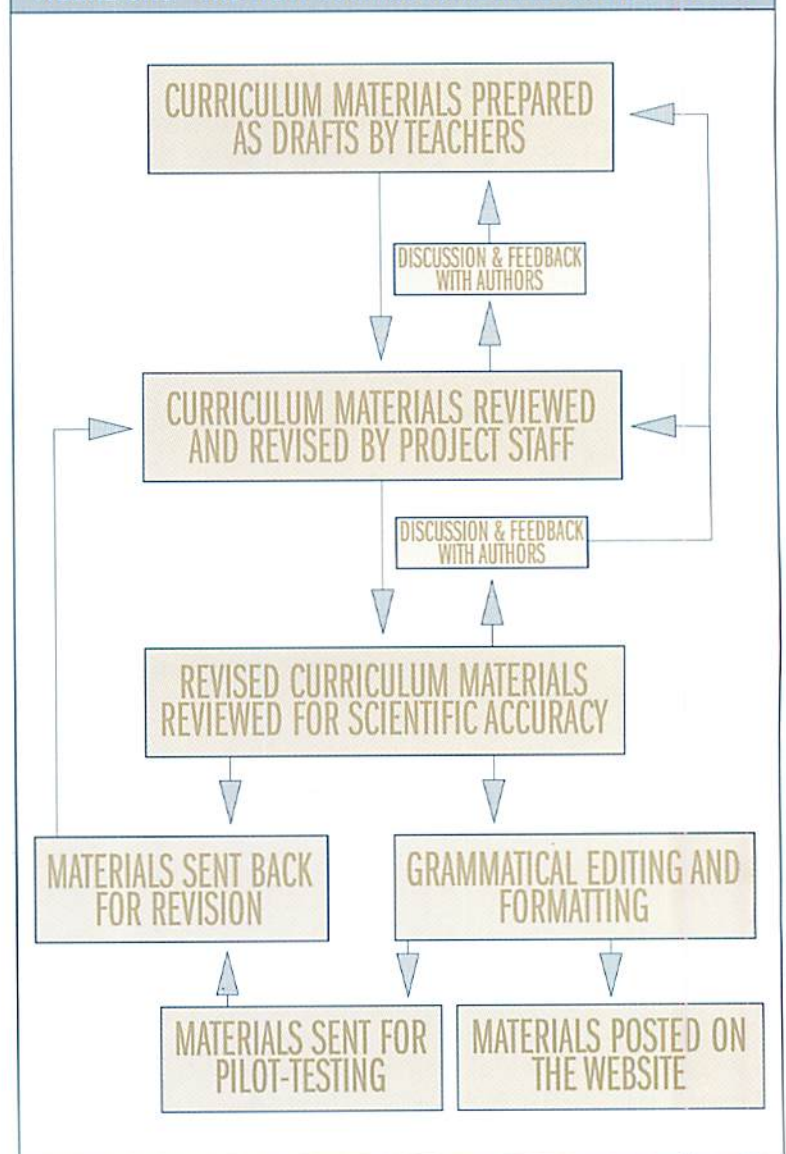 CURRICULUM MATERIALS PREPARED
AS DRAFTS BY TEACHERS
DISCUSSION & FEEDBACK
WITH AUTHORS
CURRICULUM MATERIALS REVIEWED
AND REVISED BY PROJECT STAFF
DISCUSSION & FEEDBACK
WITH AUTHORS
REVISED CURRICULUM MATERIALS
REVIEWED FOR SCIENTIFIC ACCURACY
MATERIALS SENT BACK
FOR REVISION
GRAMMATICAL EDITING AND
FORMATTING
MATERIALS SENT FOR
PILOT-TESTING
MATERIALS POSTED ON
THE WEBSITE